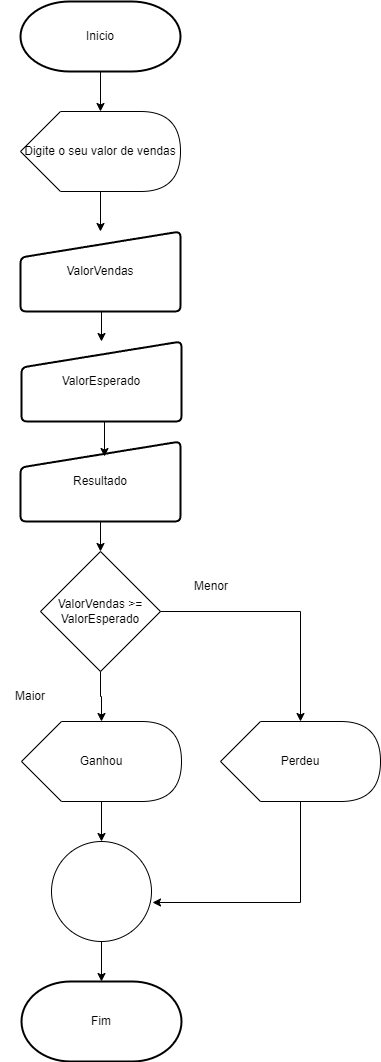 Inicio
Digite o seu valor de vendas
ValorVendas
ValorEsperado
Resultado
Menor
ValorVendas >=
ValorEsperado
Maior
Ganhou
Perdeu
Fim